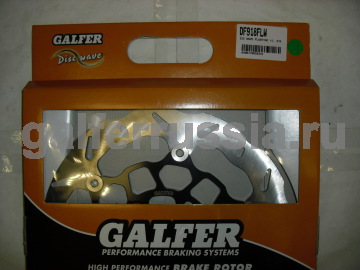 GALFER
Disc wave
DF918FLW
galferrussia.ru
GALFER
PERFORMANCE BRAKING SYSTEMS
HIGH PERFORMANCE BRAKE ROTOR